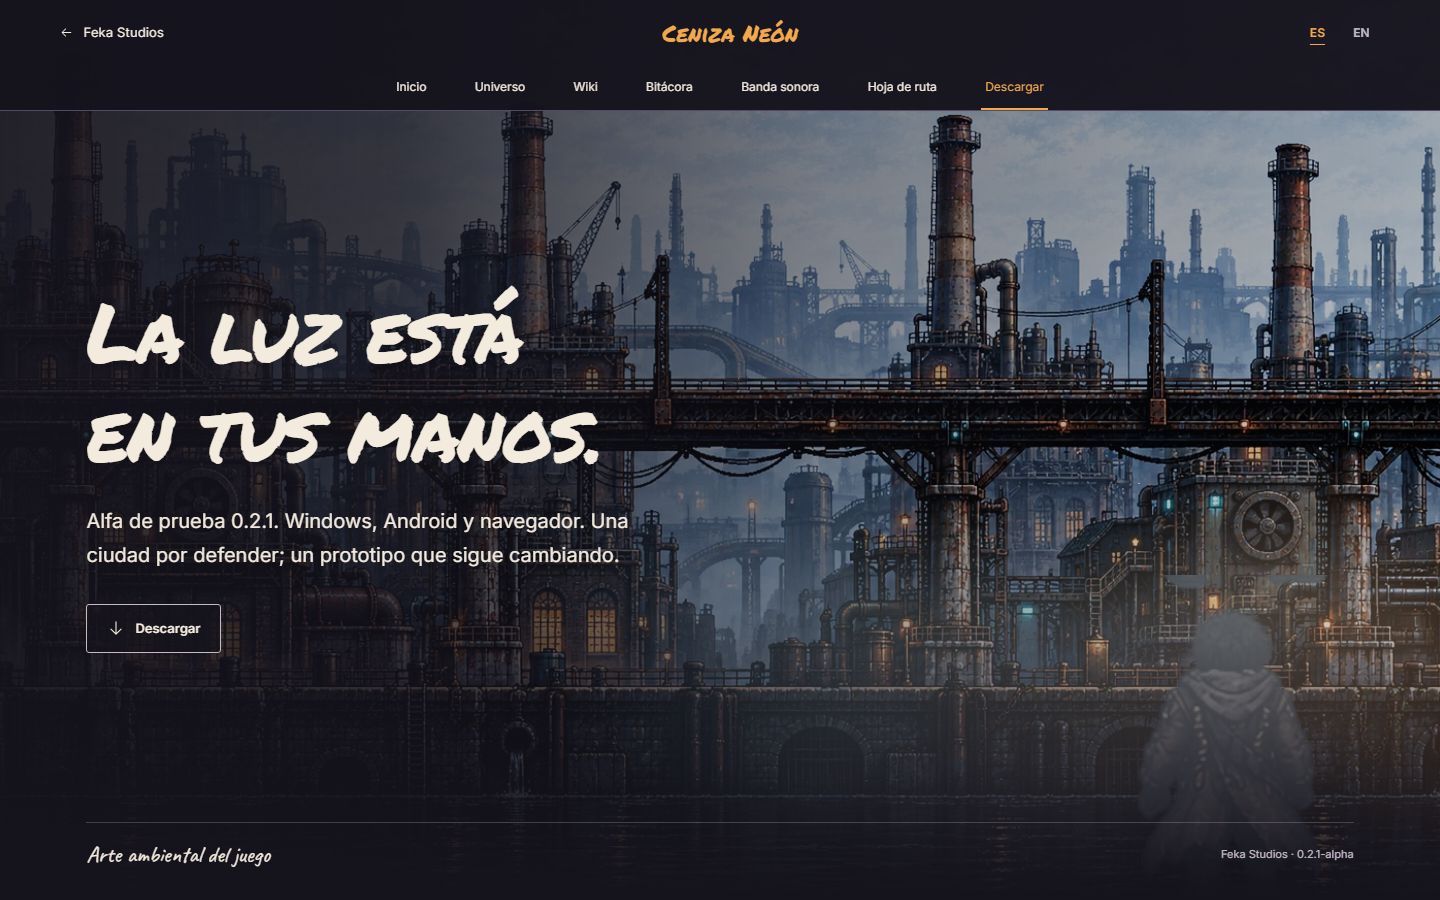 ← Feka Studios
Ceniza Neón
ES
EN
Inicio
Universo
Wiki
Bitácora
Banda sonora
Hoja de ruta
Descargar
La luz está
en tus manos.
Alfa de prueba 0.2.1. Windows, Android y navegador. Una
ciudad por defender; un prototipo que sigue cambiando.
↓ Descargar
Arte ambiental del juego
Feka Studios · 0.2.1-alpha